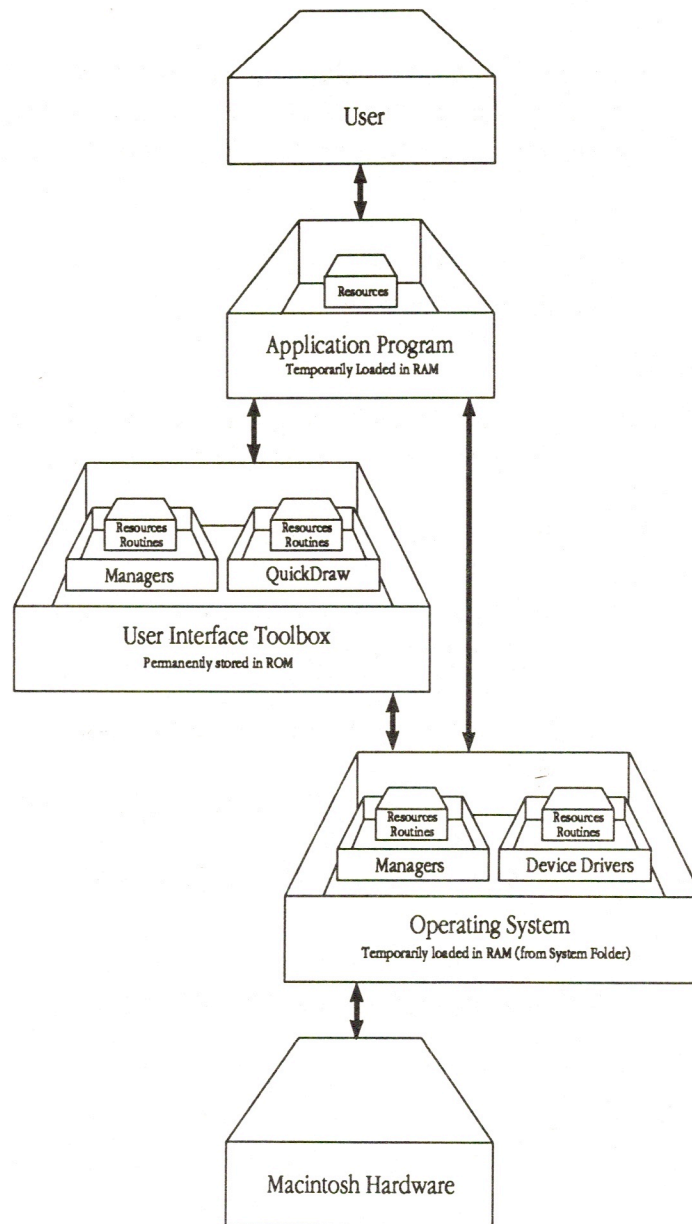 User
Resources
Application Program
Temporarily Loaded in RAM
Resources
Routines
Resources
Routines
Managers
QuickDraw
User Interface Toolbox
Permanently stored in ROM
Resources
Routines
Resources
Routines
Managers
Device Drivers
Operating System
Temporarily loaded in RAM (from System Folder)
Macintosh Hardware